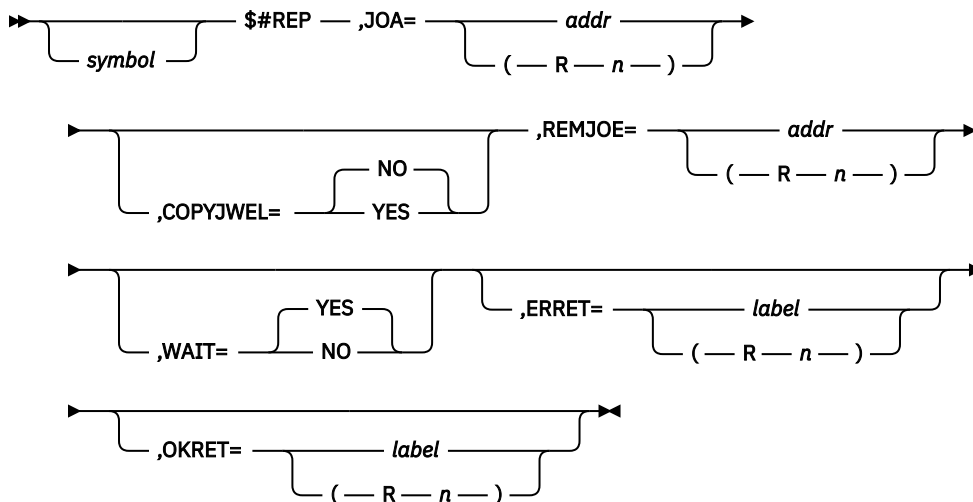 $#REP ,JOA= addr
symbol
( R n )
,REMJOE= addr
NO
( R n )
,COPYJWEL= YES
YES
,ERRET= label
,WAIT= NO
( R n )
,OKRET= label
( R n )